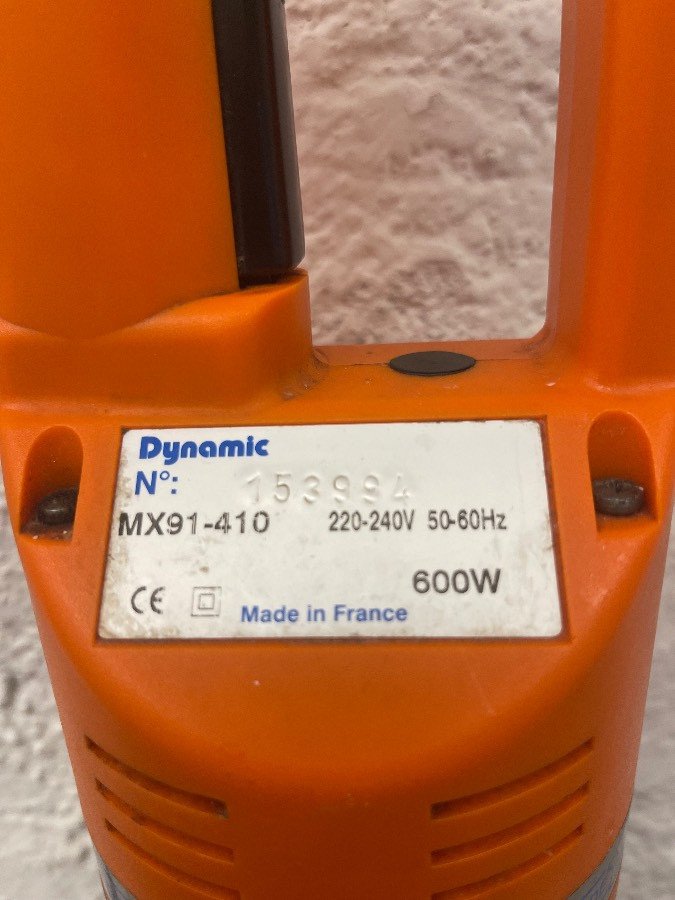 Dynamic
N°: 153994
MX91-410 220-240V 50-60Hz
600W
CE
Made in France